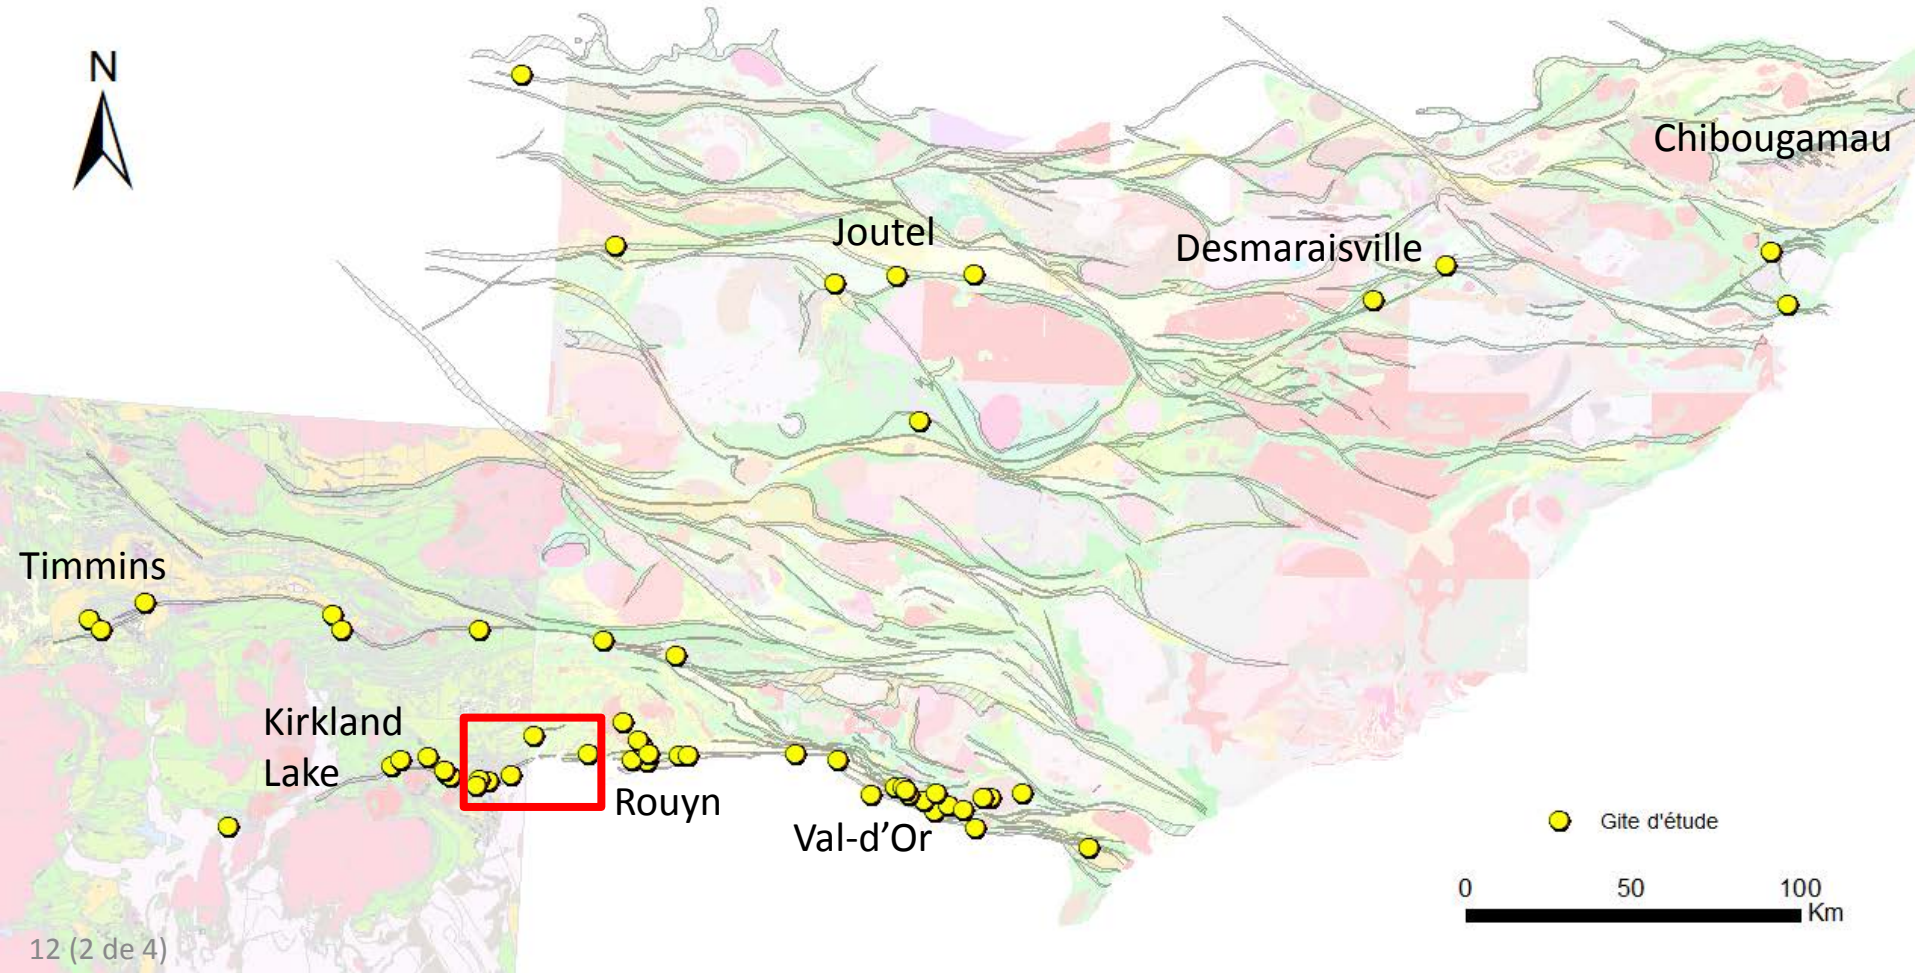 N
Chibougamau
Joutel
Desmaraisville
Timmins
Kirkland
Lake
Rouyn
Val-d'Or
Gite d'étude
0 50 100
Km
12 (2 de 4)